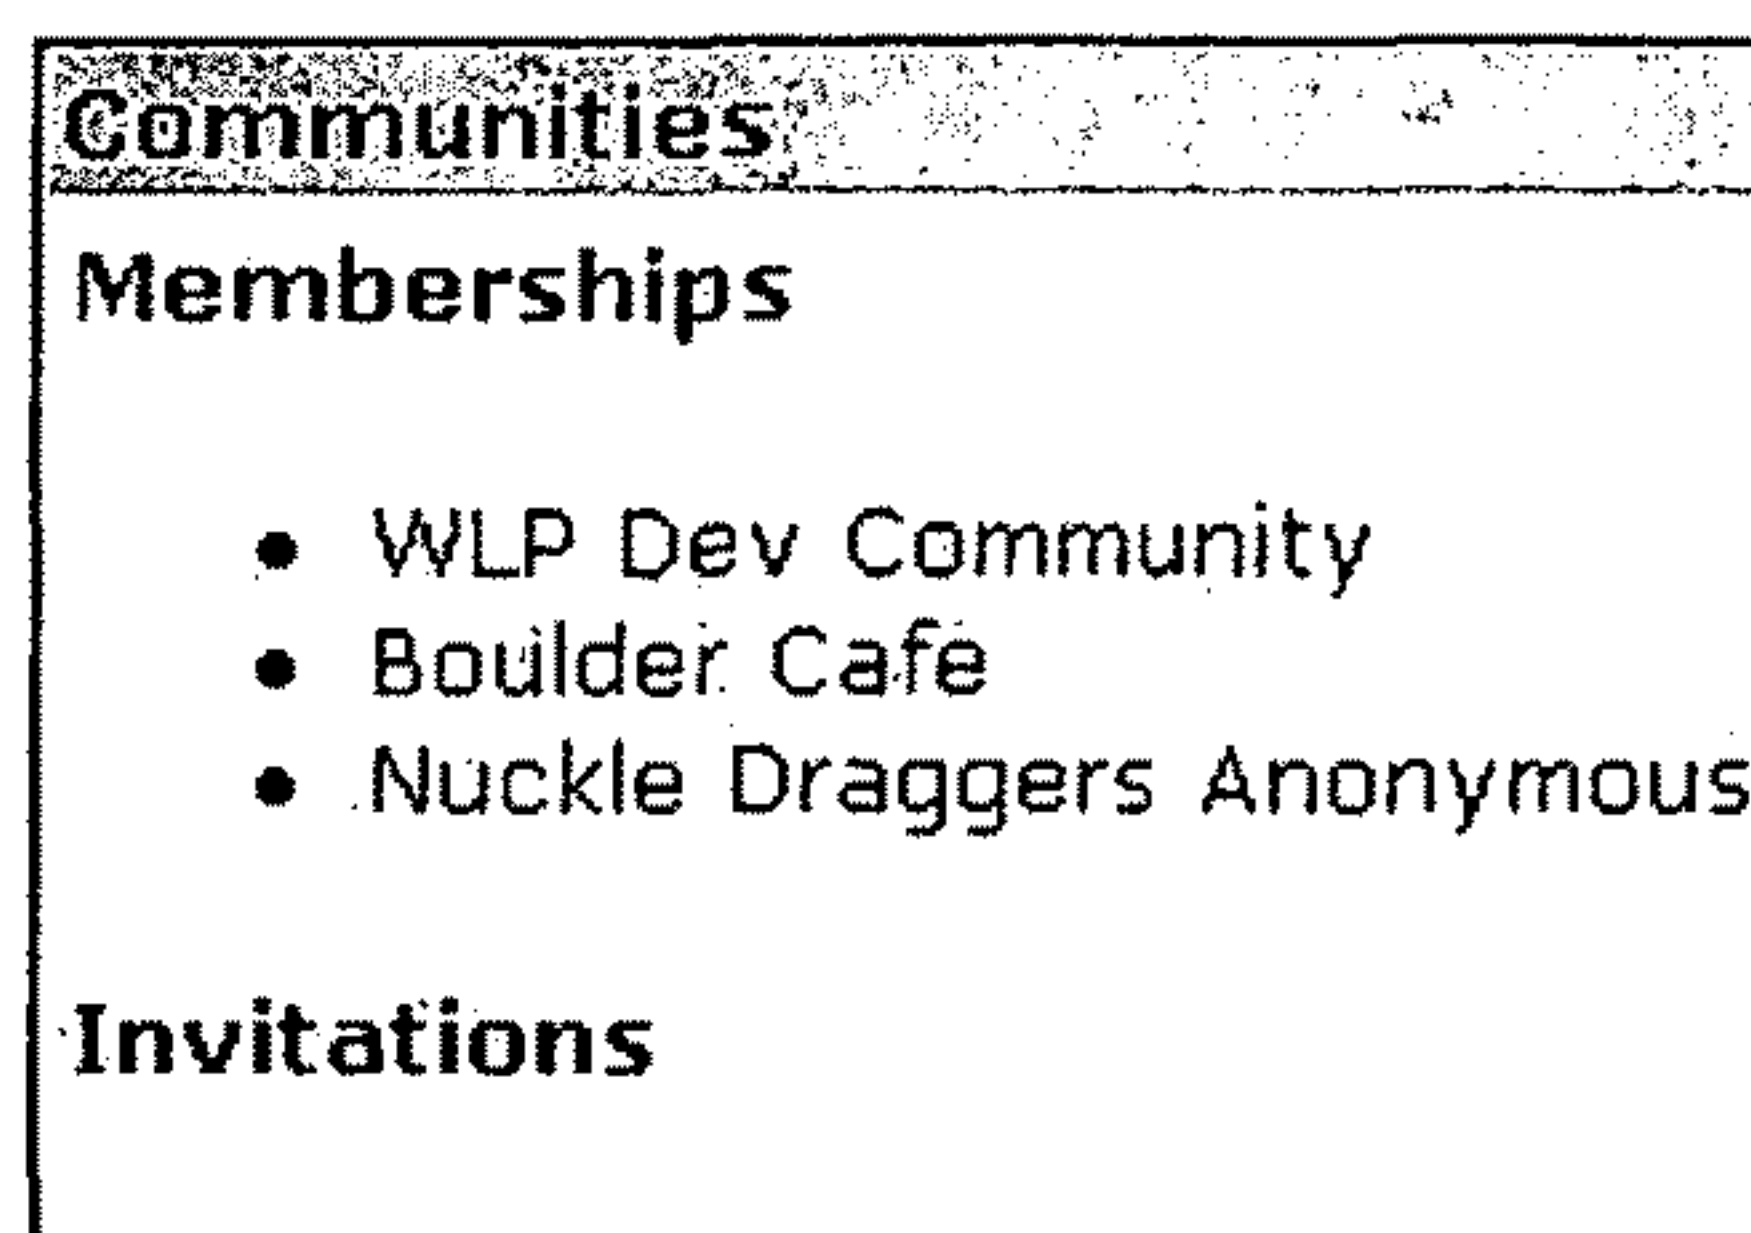 Communities
Memberships
• WLP Dev Community
• Boulder Cafe
• Nuckle Draggers Anonymous
Invitations